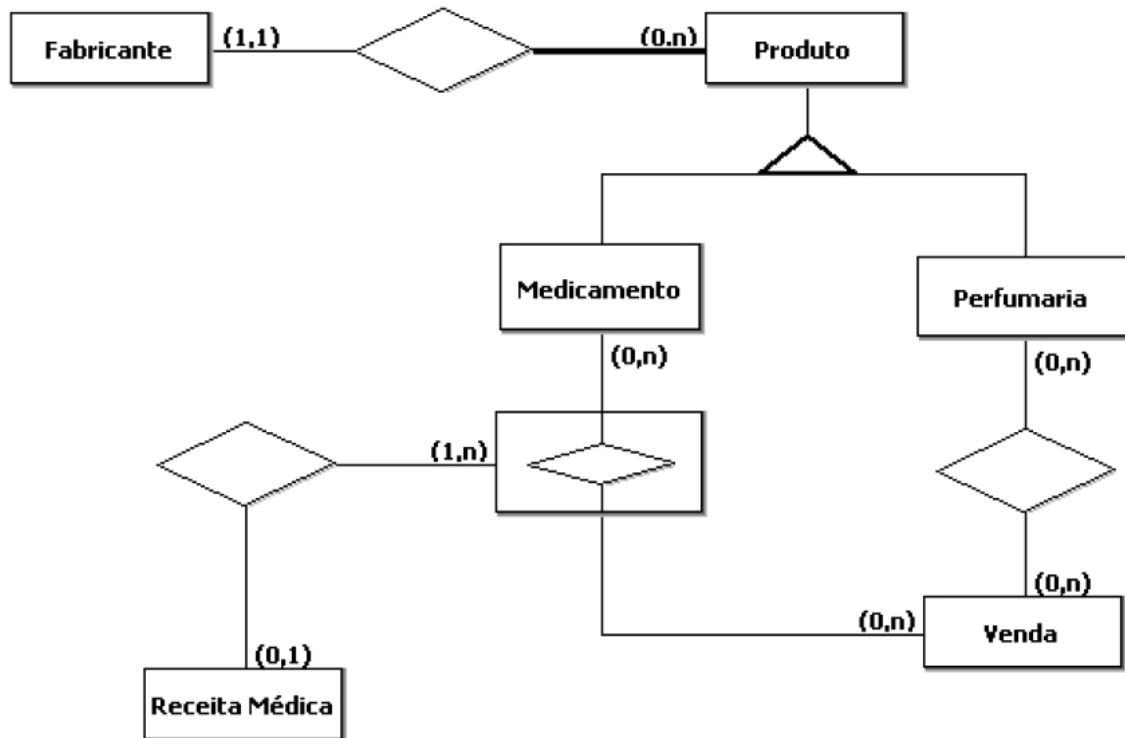 Fabricante
(1,1)
(0.n)
Produto
Medicamento
Perfumaria
(0,n)
(0,n)
(1,n)
(0,n)
(0,n)
Venda
(0,1)
Receita Médica